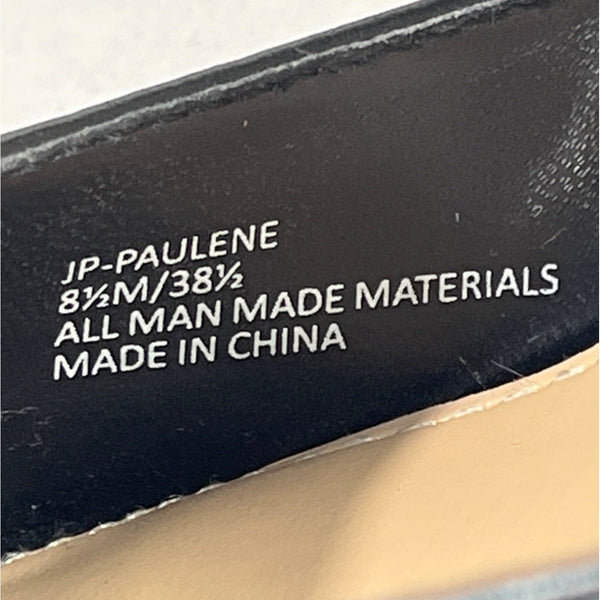 JP-PAULENE
8½M/38½
ALL MAN MADE MATERIALS
MADE IN CHINA